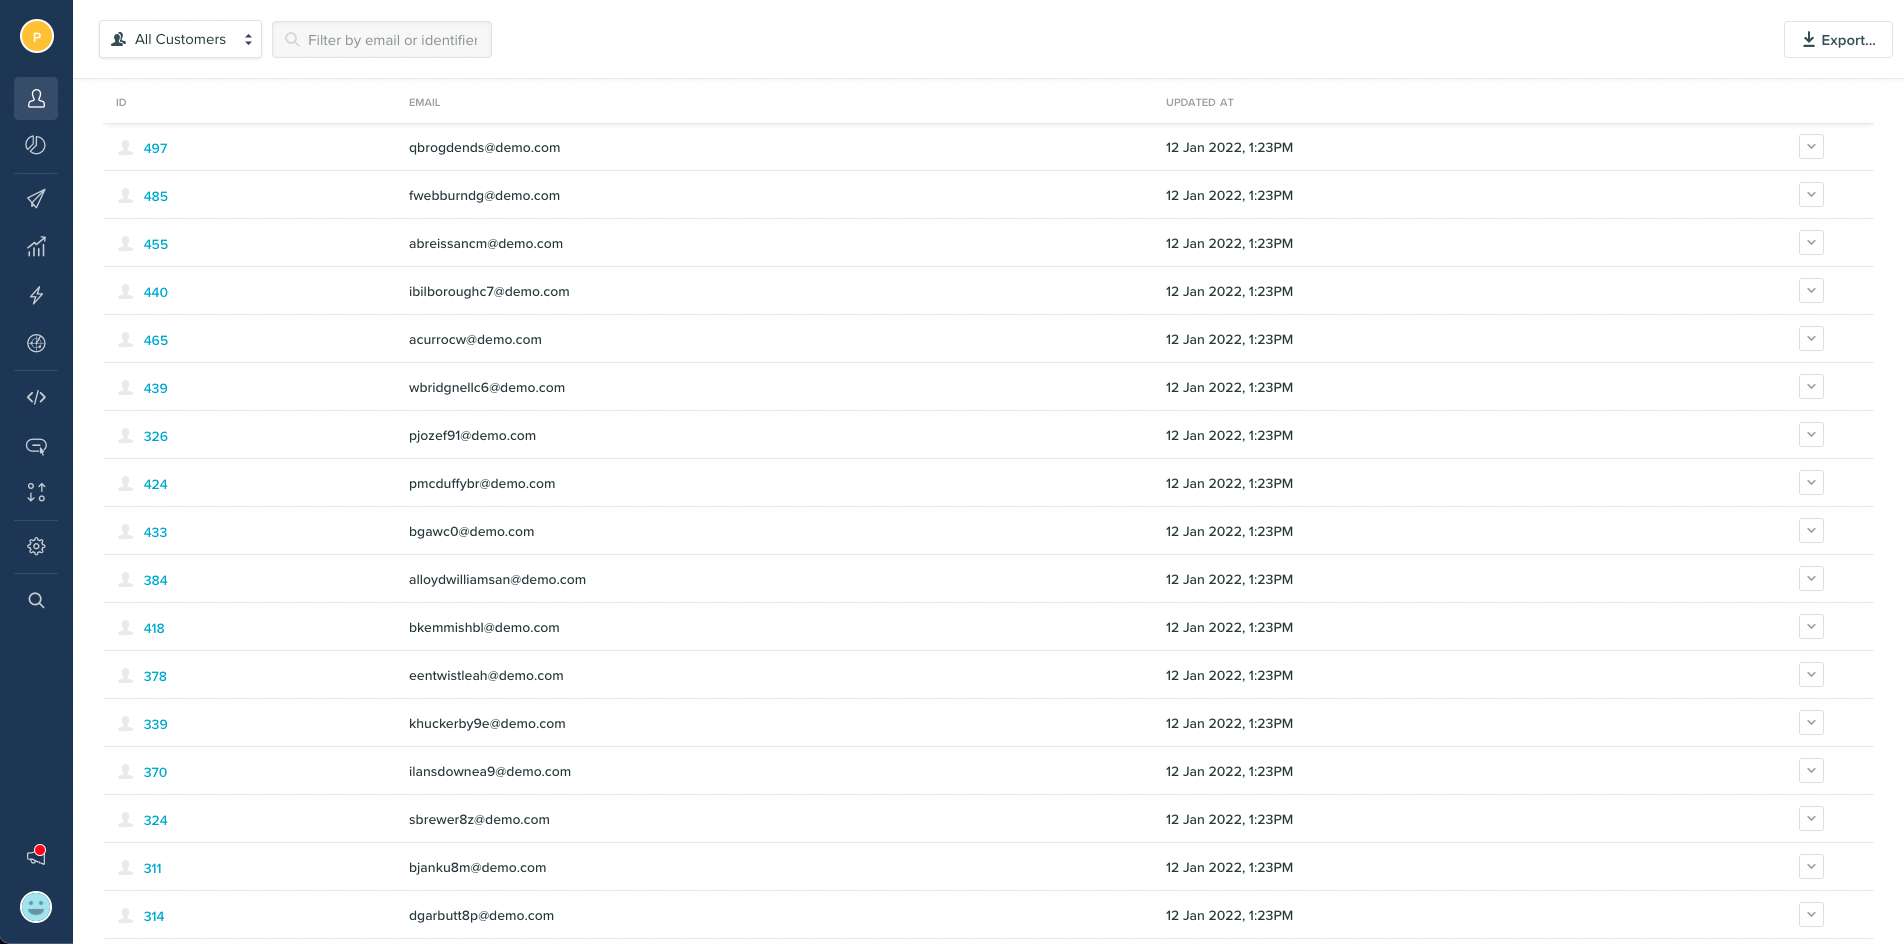 P
All Customers
Filter by email or identifier
Export...
ID EMAIL UPDATED AT
497 qbrogdends@demo.com 12 Jan 2022, 1:23PM
485 fwebburndg@demo.com 12 Jan 2022, 1:23PM
455 abreissancm@demo.com 12 Jan 2022, 1:23PM
440 ibilboroughc7@demo.com 12 Jan 2022, 1:23PM
465 acurrocw@demo.com 12 Jan 2022, 1:23PM
439 wbridgnellc6@demo.com 12 Jan 2022, 1:23PM
326 pjozef91@demo.com 12 Jan 2022, 1:23PM
424 pmcduffybr@demo.com 12 Jan 2022, 1:23PM
433 bgawc0@demo.com 12 Jan 2022, 1:23PM
384 alloydwilliamsan@demo.com 12 Jan 2022, 1:23PM
418 bkemmishbl@demo.com 12 Jan 2022, 1:23PM
378 eentwistleah@demo.com 12 Jan 2022, 1:23PM
339 khuckerby9e@demo.com 12 Jan 2022, 1:23PM
370 ilansdownea9@demo.com 12 Jan 2022, 1:23PM
324 sbrewer8z@demo.com 12 Jan 2022, 1:23PM
311 bjanku8m@demo.com 12 Jan 2022, 1:23PM
314 dgarbutt8p@demo.com 12 Jan 2022, 1:23PM